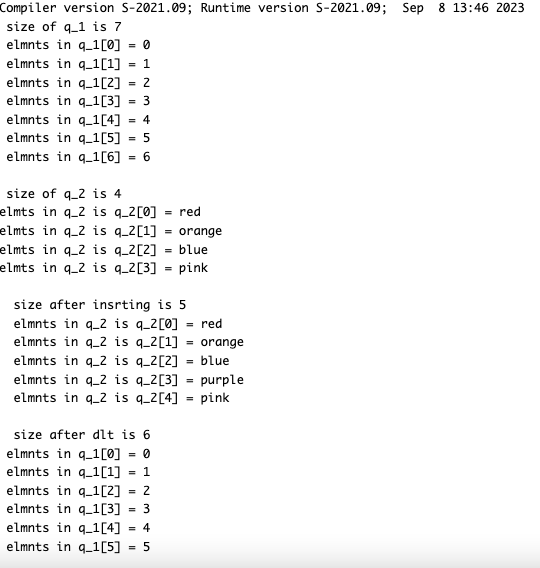 Compiler version S-2021.09; Runtime version S-2021.09;  Sep  8 13:46 2023
size of q_1 is 7
elmnts in q_1[0] = 0
elmnts in q_1[1] = 1
elmnts in q_1[2] = 2
elmnts in q_1[3] = 3
elmnts in q_1[4] = 4
elmnts in q_1[5] = 5
elmnts in q_1[6] = 6
size of q_2 is 4
elmts in q_2 is q_2[0] = red
elmts in q_2 is q_2[1] = orange
elmts in q_2 is q_2[2] = blue
elmts in q_2 is q_2[3] = pink
size after insrting is 5
elmnts in q_2 is q_2[0] = red
elmnts in q_2 is q_2[1] = orange
elmnts in q_2 is q_2[2] = blue
elmnts in q_2 is q_2[3] = purple
elmnts in q_2 is q_2[4] = pink
size after dlt is 6
elmnts in q_1[0] = 0
elmnts in q_1[1] = 1
elmnts in q_1[2] = 2
elmnts in q_1[3] = 3
elmnts in q_1[4] = 4
elmnts in q_1[5] = 5